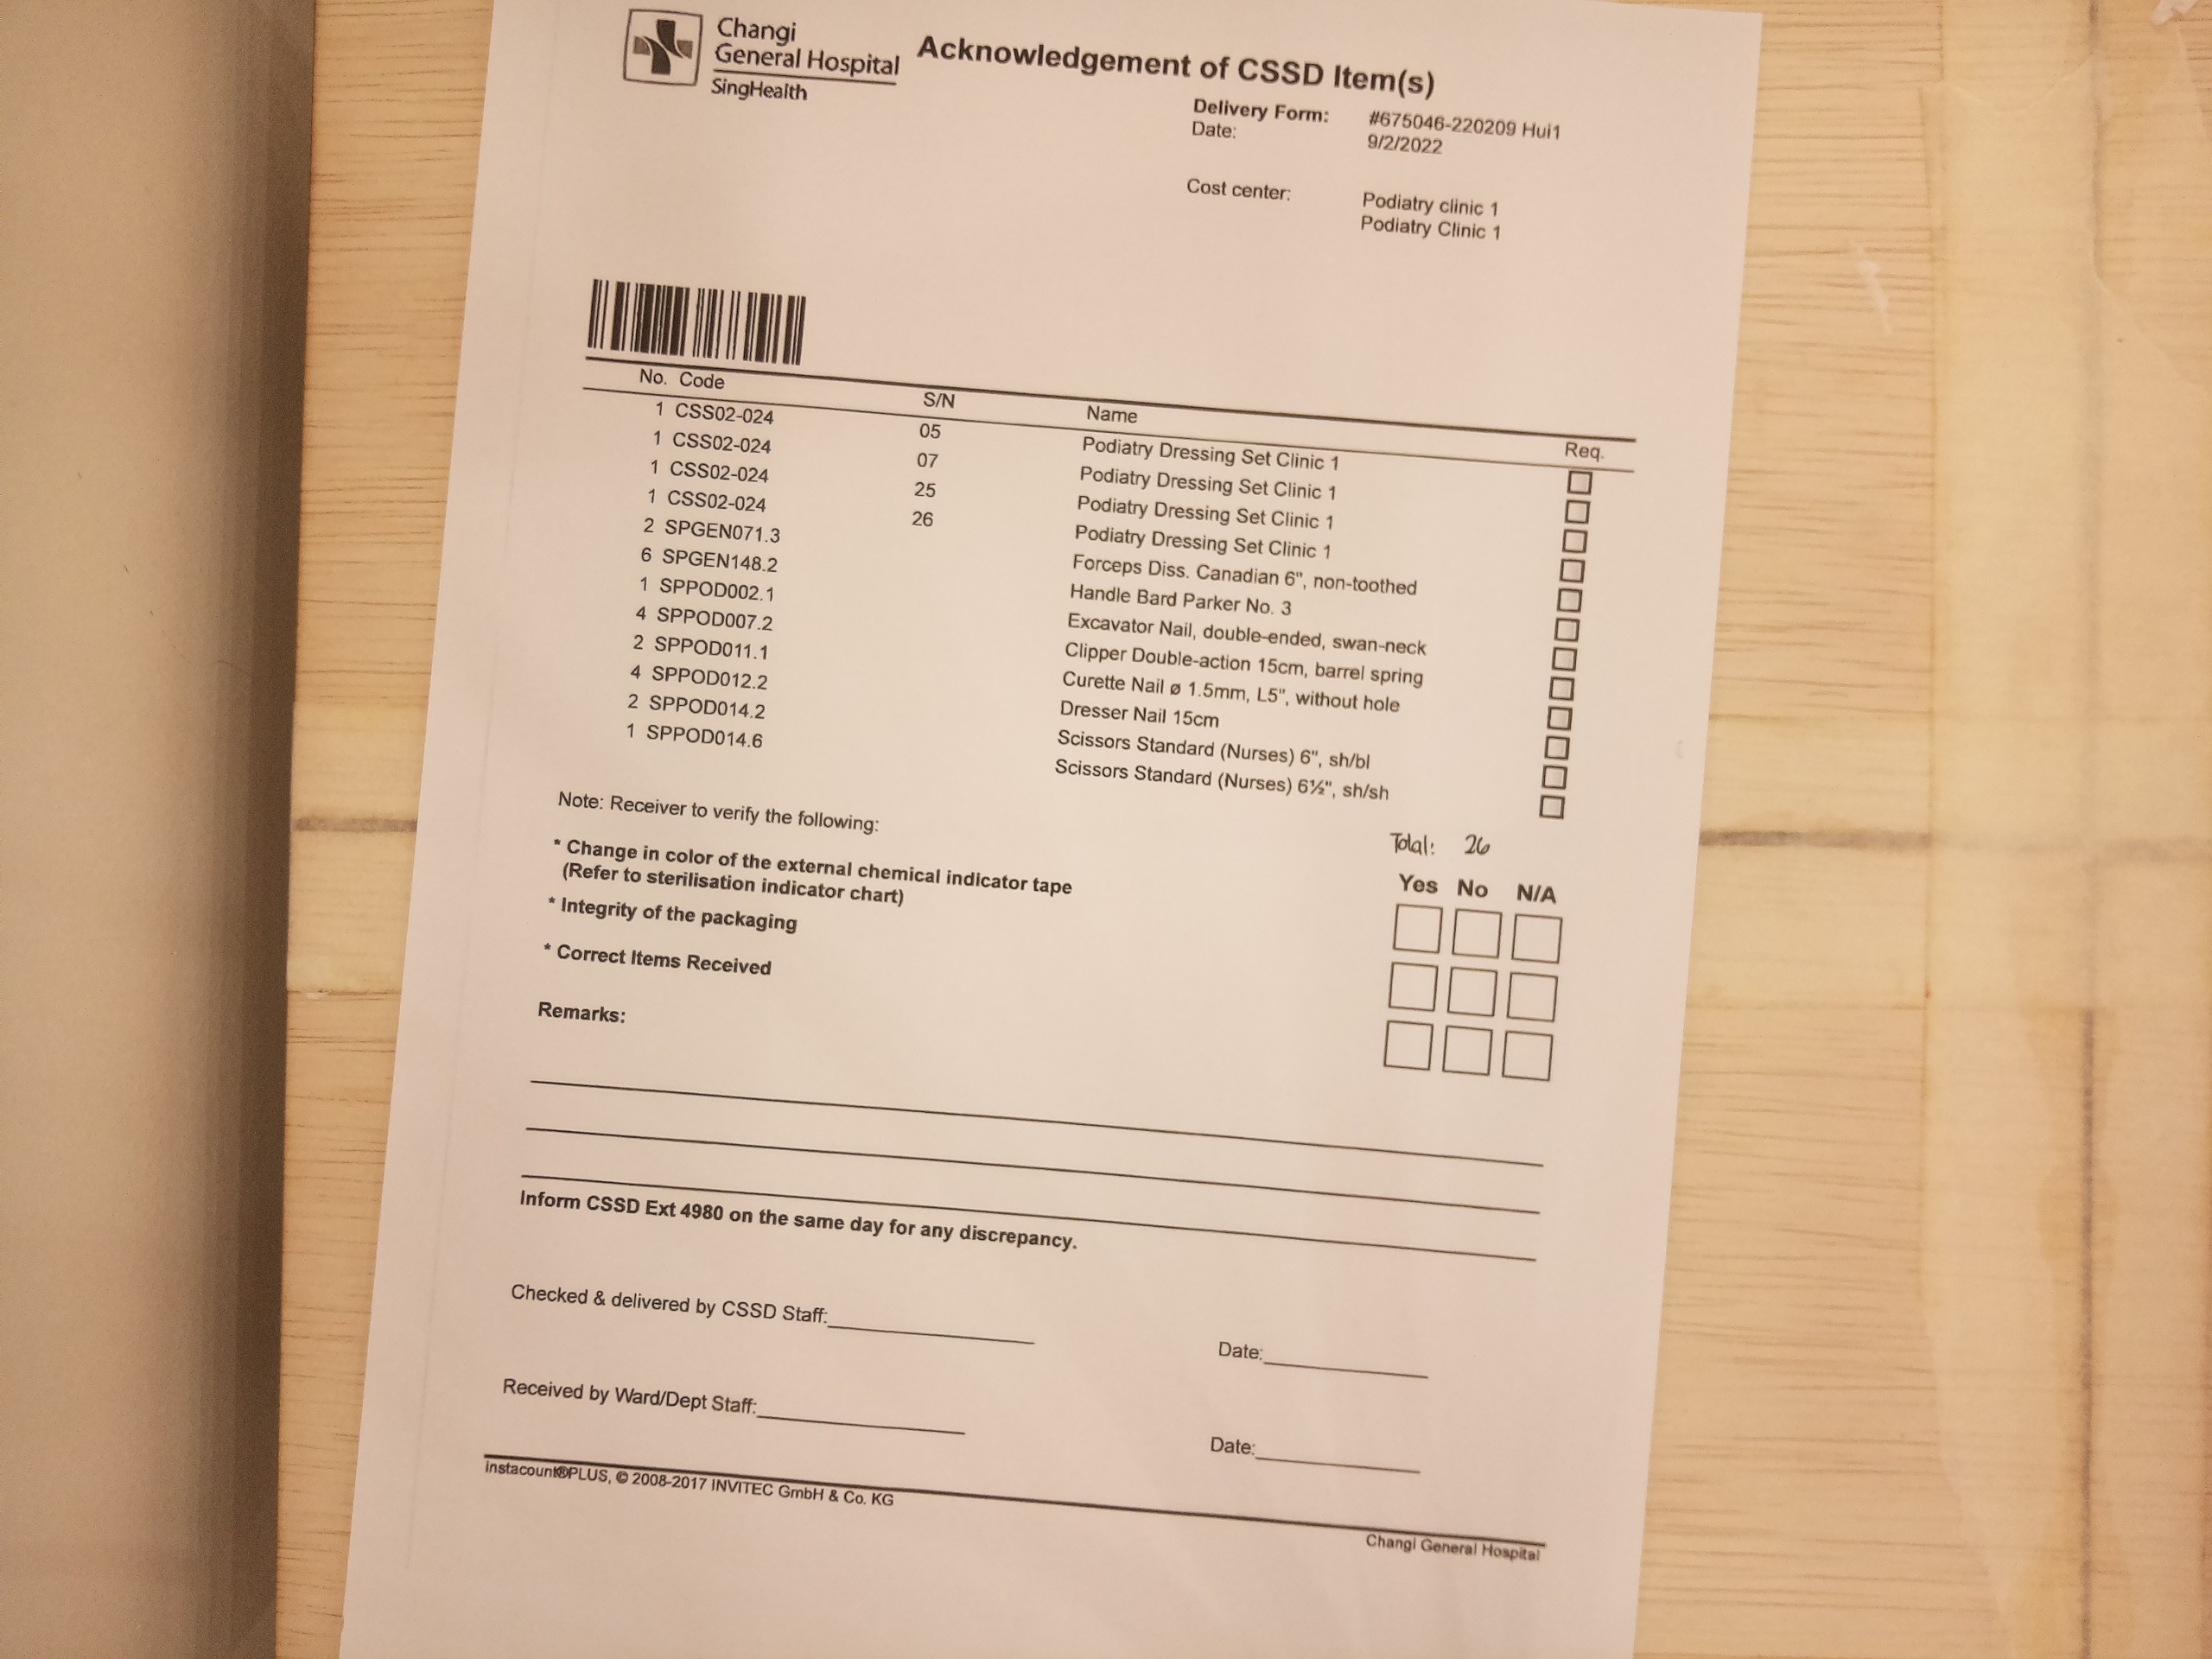 Changi
General Hospital
SingHealth
Acknowledgement of CSSD Item(s)
Delivery Form: #675046-220209 Hui1
Date: 9/2/2022
Cost center: Podiatry clinic 1
Podiatry Clinic 1
No. Code S/N Name Req.
1 CSS02-024 05 Podiatry Dressing Set Clinic 1
1 CSS02-024 07 Podiatry Dressing Set Clinic 1
1 CSS02-024 25 Podiatry Dressing Set Clinic 1
1 CSS02-024 26 Podiatry Dressing Set Clinic 1
2 SPGEN071.3 Forceps Diss. Canadian 6", non-toothed
6 SPGEN148.2 Handle Bard Parker No. 3
1 SPPOD002.1 Excavator Nail, double-ended, swan-neck
4 SPPOD007.2 Clipper Double-action 15cm, barrel spring
2 SPPOD011.1 Curette Nail ø 1.5mm, L5", without hole
4 SPPOD012.2 Dresser Nail 15cm
2 SPPOD014.2 Scissors Standard (Nurses) 6", sh/bl
1 SPPOD014.6 Scissors Standard (Nurses) 6½", sh/sh
Total: 26
Note: Receiver to verify the following:
Yes No N/A
* Change in color of the external chemical indicator tape
(Refer to sterilisation indicator chart)
* Integrity of the packaging
* Correct Items Received
Remarks:
Inform CSSD Ext 4980 on the same day for any discrepancy.
Checked & delivered by CSSD Staff: Date:
Received by Ward/Dept Staff: Date:
instacount®PLUS, © 2008-2017 INVITEC GmbH & Co. KG
Changi General Hospital